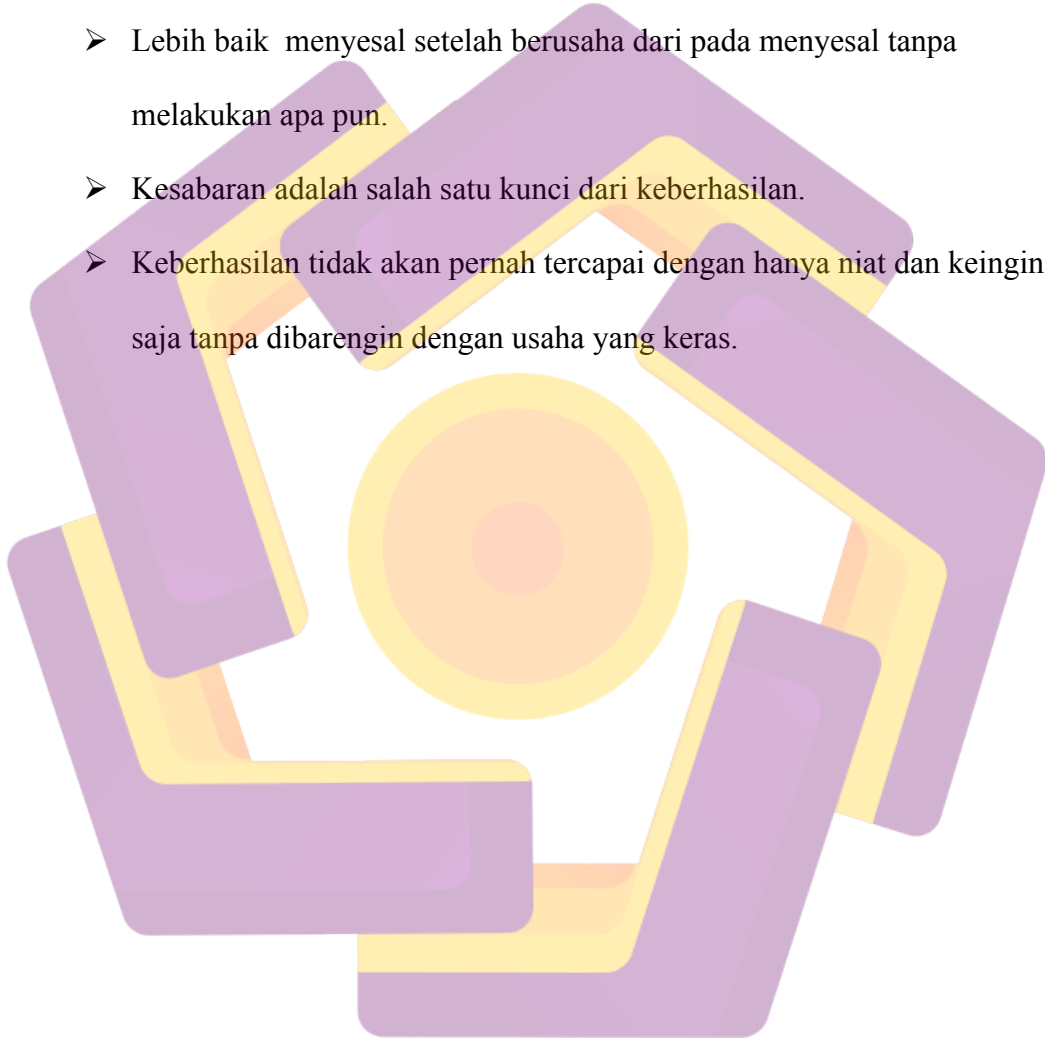 ➢ Lebih baik  menyesal setelah berusaha dari pada menyesal tanpa
melakukan apa pun.
➢ Kesabaran adalah salah satu kunci dari keberhasilan.
➢ Keberhasilan tidak akan pernah tercapai dengan hanya niat dan keingin
saja tanpa dibarengin dengan usaha yang keras.